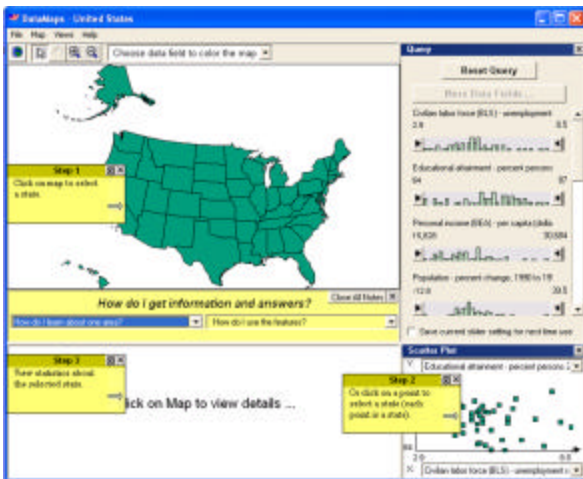 DataMaps - United States
File Map Views Help
Choose data field to color the map
Query
Reset Query
More Data Fields ...
Civilian labor force (BLS) - unemployment
2.8 8.5
Educational attainment - percent persons
64 87
Personal income (BEA) - per capita (dolla
30,684
Population - percent change, 1990 to 19
-12.8 39.5
Save current slider setting for next time use
Step 1
Click on map to select
a state.
How do I get information and answers?
Close All Notes
How do I learn about one area?
How do I use the features?
Step 3
View statistics about
the selected state.
lick on Map to view details ...
Step 2
Or click on a point to
select a state (each
point is a state).
Scatter Plot
Y: Educational attainment - percent persons
X: Civilian labor force (BLS) - unemployment